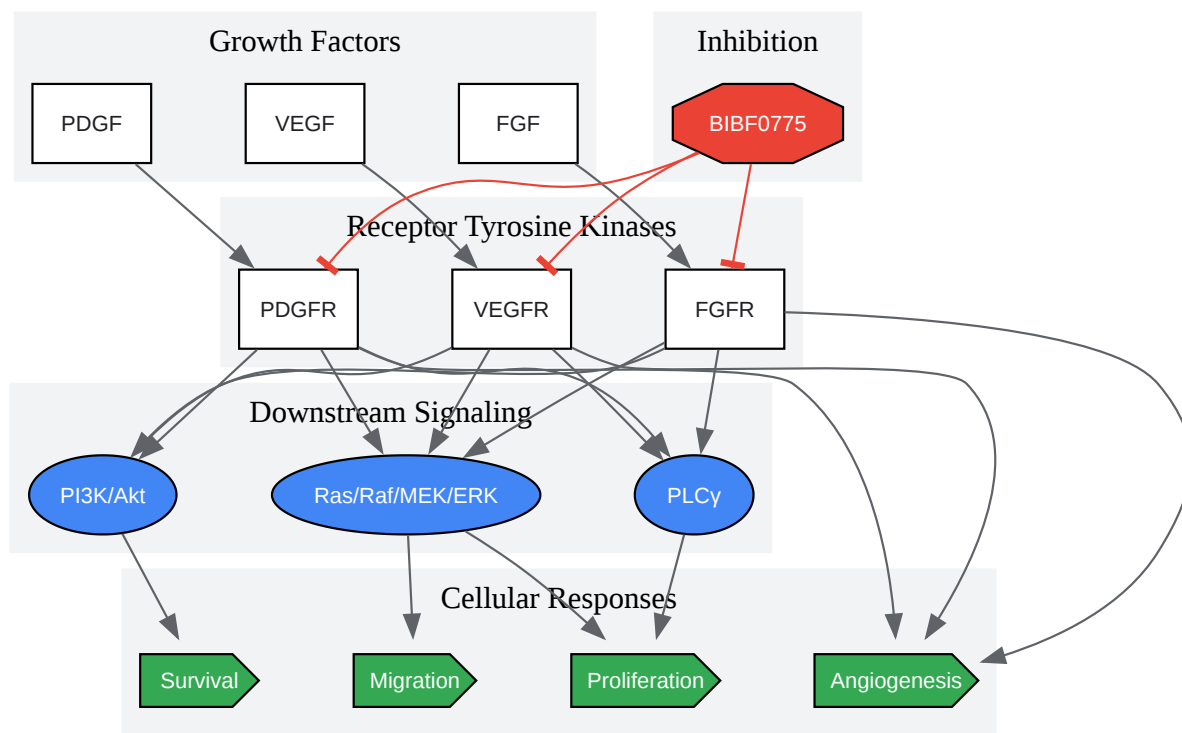 Growth Factors
Inhibition
PDGF
VEGF
FGF
BIBF0775
Receptor Tyrosine Kinases
PDGFR
VEGFR
FGFR
Downstream Signaling
PI3K/Akt
Ras/Raf/MEK/ERK
PLCγ
Cellular Responses
Survival
Migration
Proliferation
Angiogenesis